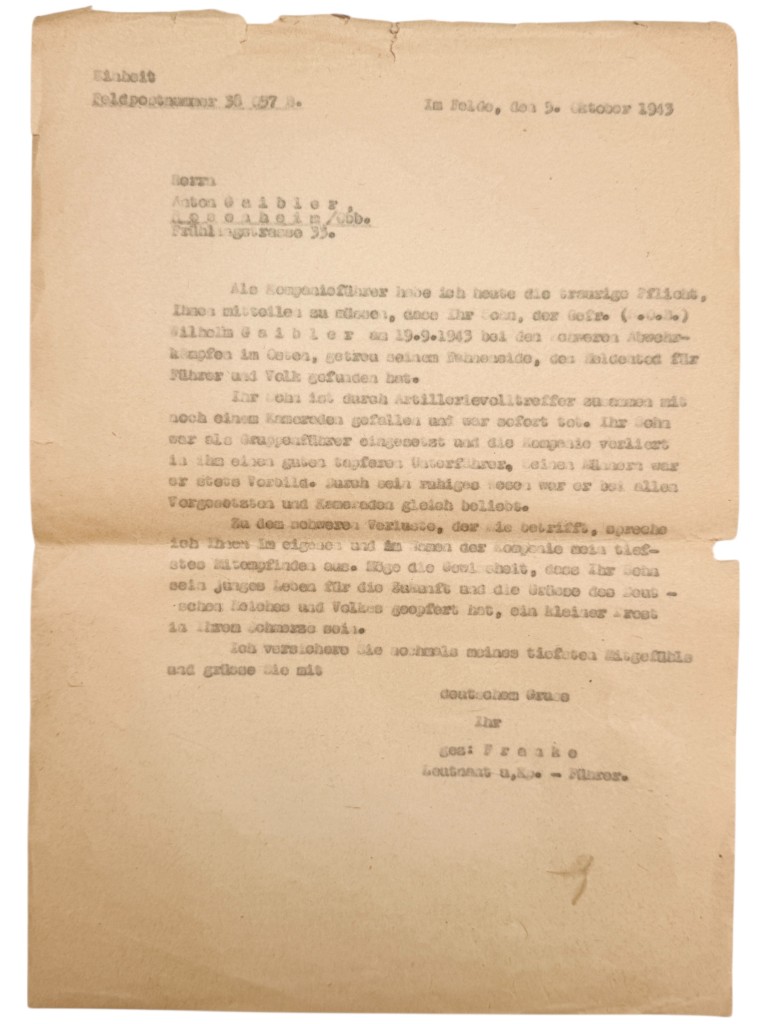 Einheit
Feldpostnummer 38 057 B.
Im Felde, den 5. Oktober 1943
Herrn
Anton G a i b l e r ,
R o s e n h e i m /Obb.
Frühlingstrasse 33.
Als Kompanieführer habe ich heute die traurige Pflicht,
Ihnen mitteilen zu müssen, dass Ihr Sohn, der Gefr. (R.O.B.)
Wilhelm G a i b l e r am 19.9.1943 bei den schweren Abwehr-
kämpfen im Osten, getreu seinem Fahneneide, den Heldentod für
Führer und Volk gefunden hat.
Ihr Sohn ist durch Artillerievolltreffer zusammen mit
noch einem Kameraden gefallen und war sofort tot. Ihr Sohn
war als Gruppenführer eingesetzt und die Kompanie verliert
in ihm einen guten tapferen Unterführer, seinen Männern war
er stets Vorbild. Durch sein ruhiges Wesen war er bei allen
Vorgesetzten und Kameraden gleich beliebt.
Zu dem schweren Verluste, der Sie betrifft, spreche
ich Ihnen im eigenen und im Namen der Kompanie mein tief-
stes Mitempfinden aus. Möge die Gewissheit, dass Ihr Sohn
sein junges Leben für die Zukunft und die Grösse des Deut -
schen Reiches und Volkes geopfert hat, ein kleiner Trost
in Ihrem Schmerze sein.
Ich versichere Sie nochmals meines tiefsten Mitgefühls
und grüsse Sie mit
deutschem Gruss
Ihr
gez: F r a n k e
Leutnant u.Kp. - Führer.